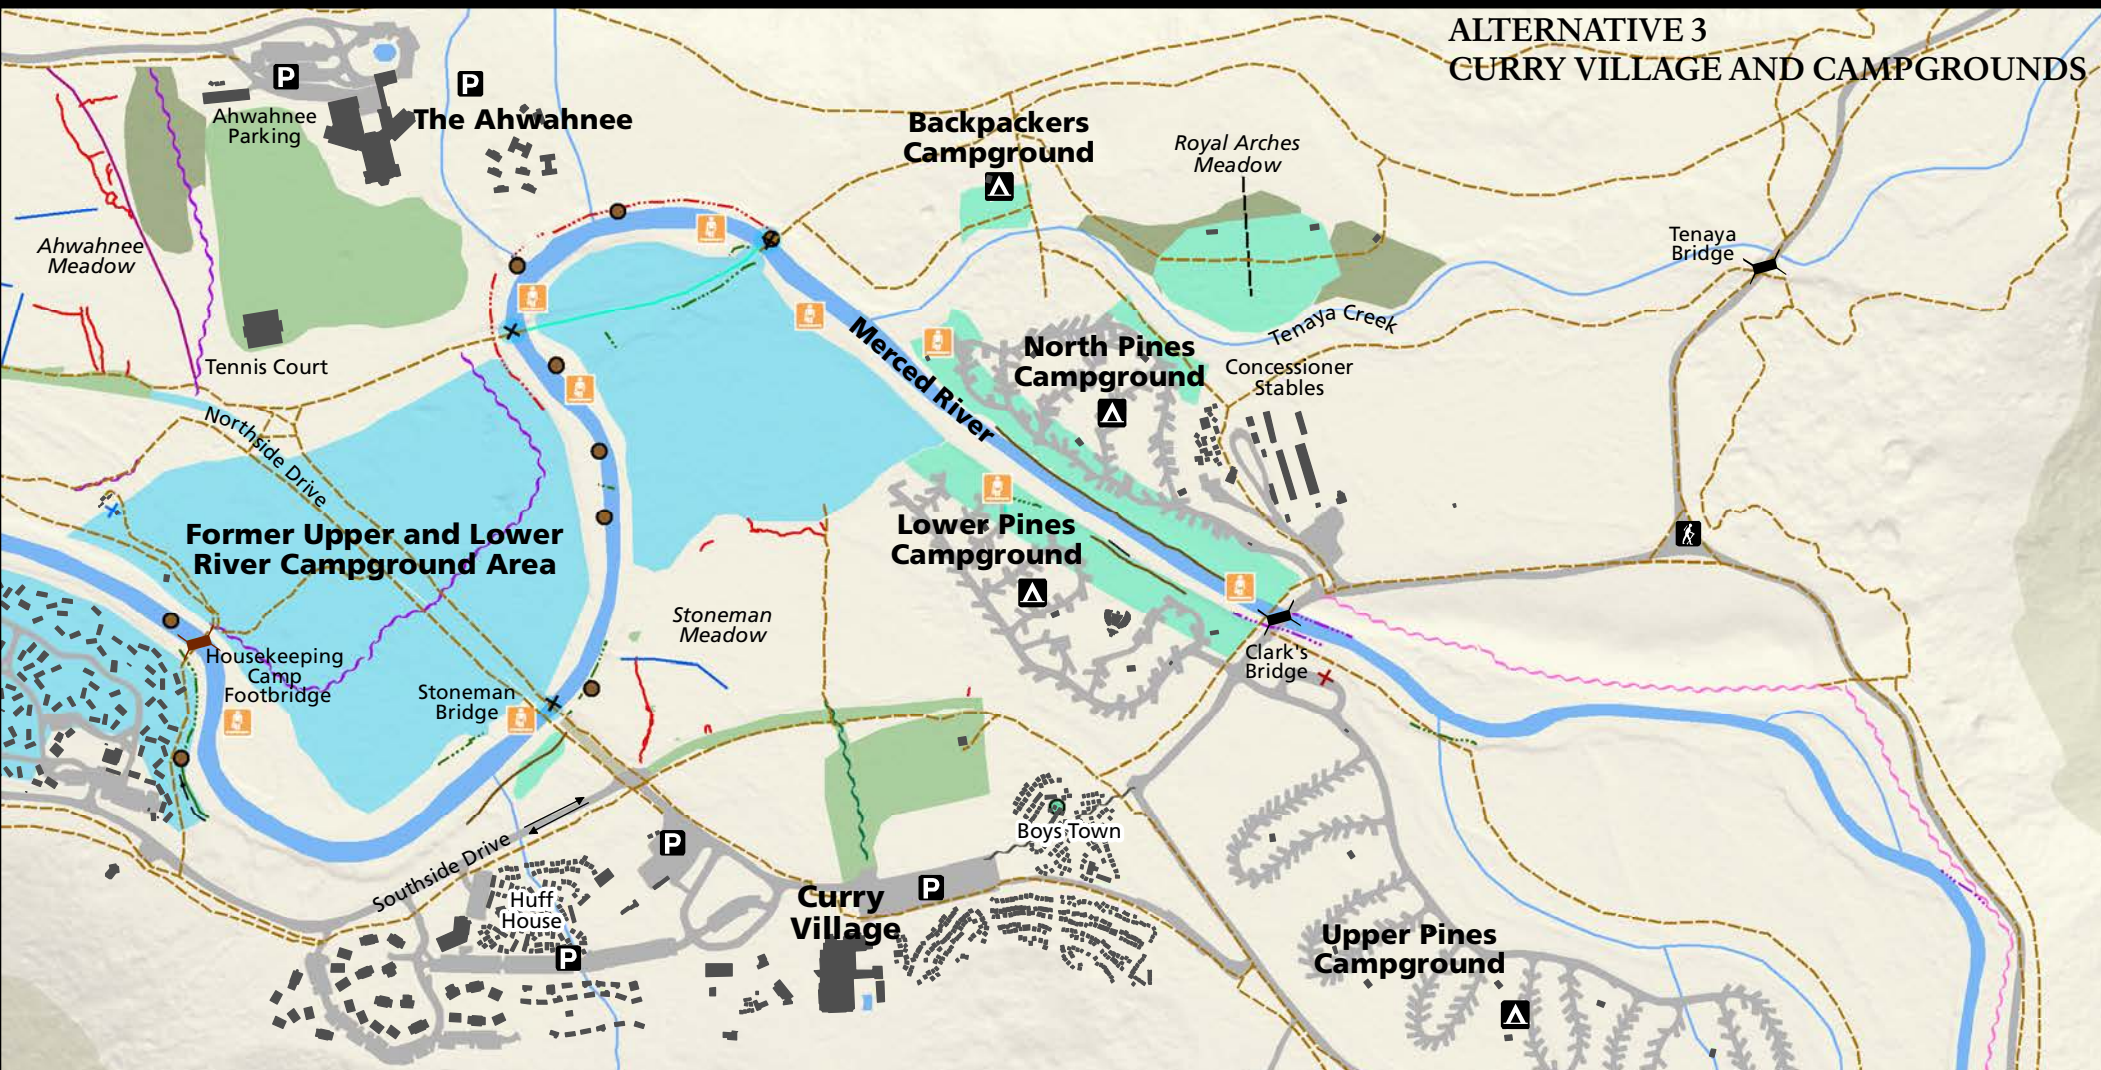 ALTERNATIVE 3
CURRY VILLAGE AND CAMPGROUNDS
P
P
Ahwahnee
Parking
The Ahwahnee
Backpackers
Campground
Royal Arches
Meadow
Ahwahnee
Meadow
Tenaya
Bridge
Tenaya Creek
Merced River
North Pines
Campground
Concessioner
Stables
Tennis Court
Northside Drive
Former Upper and Lower
River Campground Area
Lower Pines
Campground
Stoneman
Meadow
Housekeeping
Camp
Footbridge
Stoneman
Bridge
Clark's
Bridge
Southside Drive
P
Boys Town
Huff
House
P
Curry
Village
P
Upper Pines
Campground